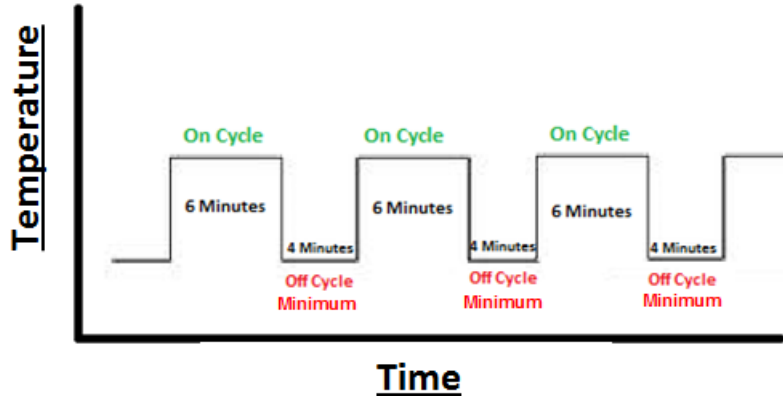 Temperature
On Cycle
On Cycle
On Cycle
6 Minutes
6 Minutes
6 Minutes
4 Minutes
4 Minutes
4 Minutes
Off Cycle
Minimum
Off Cycle
Minimum
Off Cycle
Minimum
Time